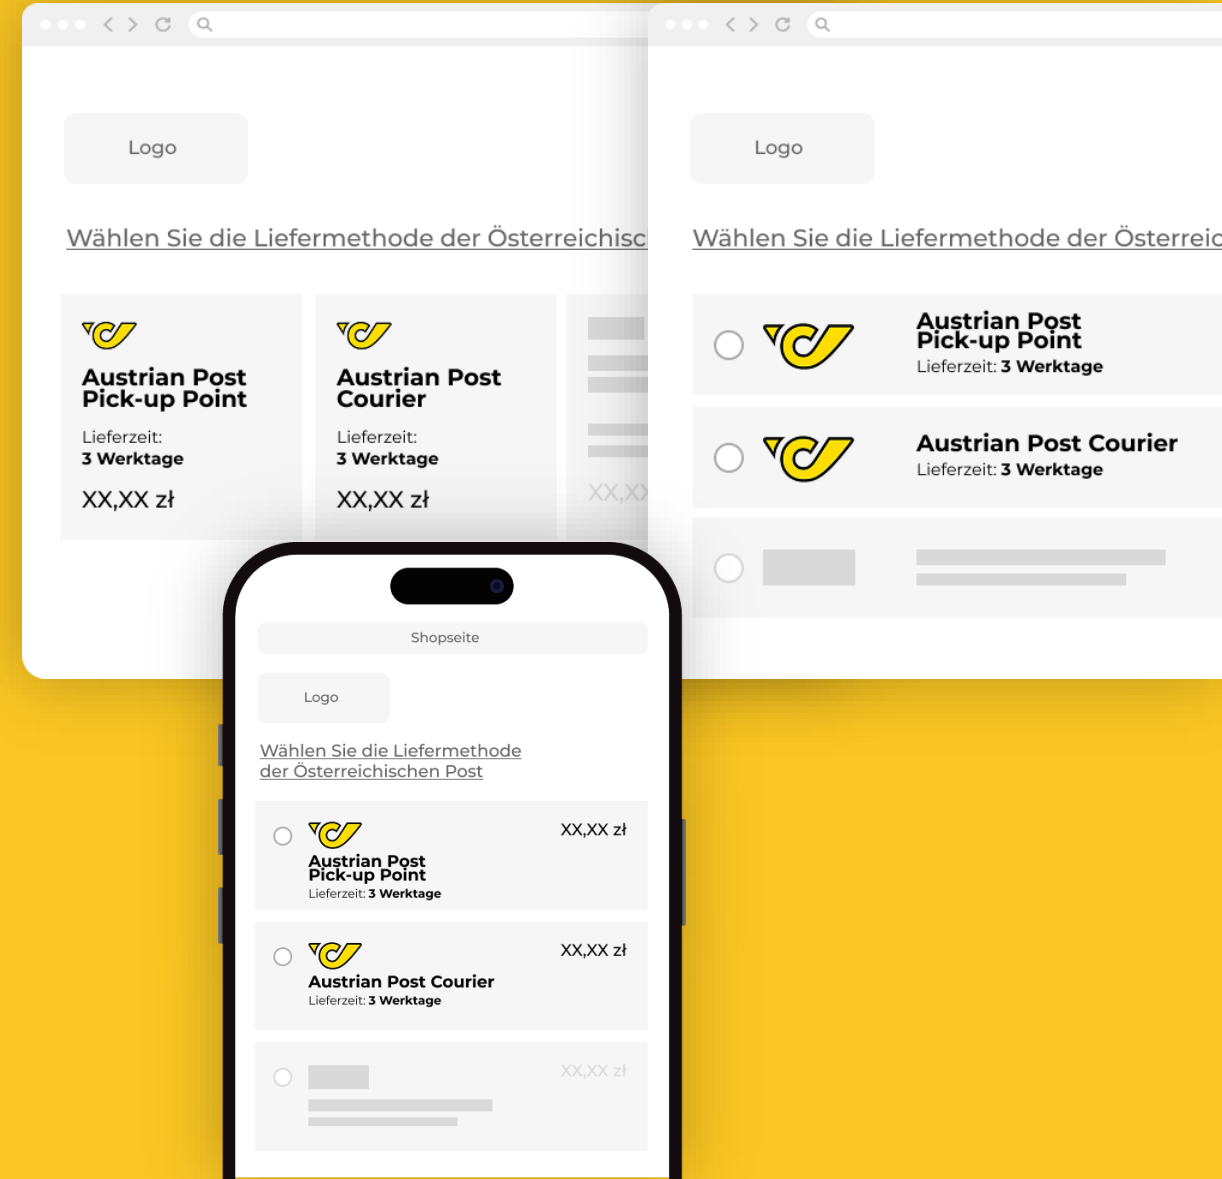 Logo
Wählen Sie die Liefermethode der Österreichisc
Austrian Post
Pick-up Point
Lieferzeit:
3 Werktage
XX,XX zł
Austrian Post
Courier
Lieferzeit:
3 Werktage
XX,XX zł
XX,XX
Logo
Wählen Sie die Liefermethode der Österreic
Austrian Post
Pick-up Point
Lieferzeit: 3 Werktage
Austrian Post Courier
Lieferzeit: 3 Werktage
Shopseite
Logo
Wählen Sie die Liefermethode
der Österreichischen Post
XX,XX zł
Austrian Post
Pick-up Point
Lieferzeit: 3 Werktage
XX,XX zł
Austrian Post Courier
Lieferzeit: 3 Werktage
XX,XX zł